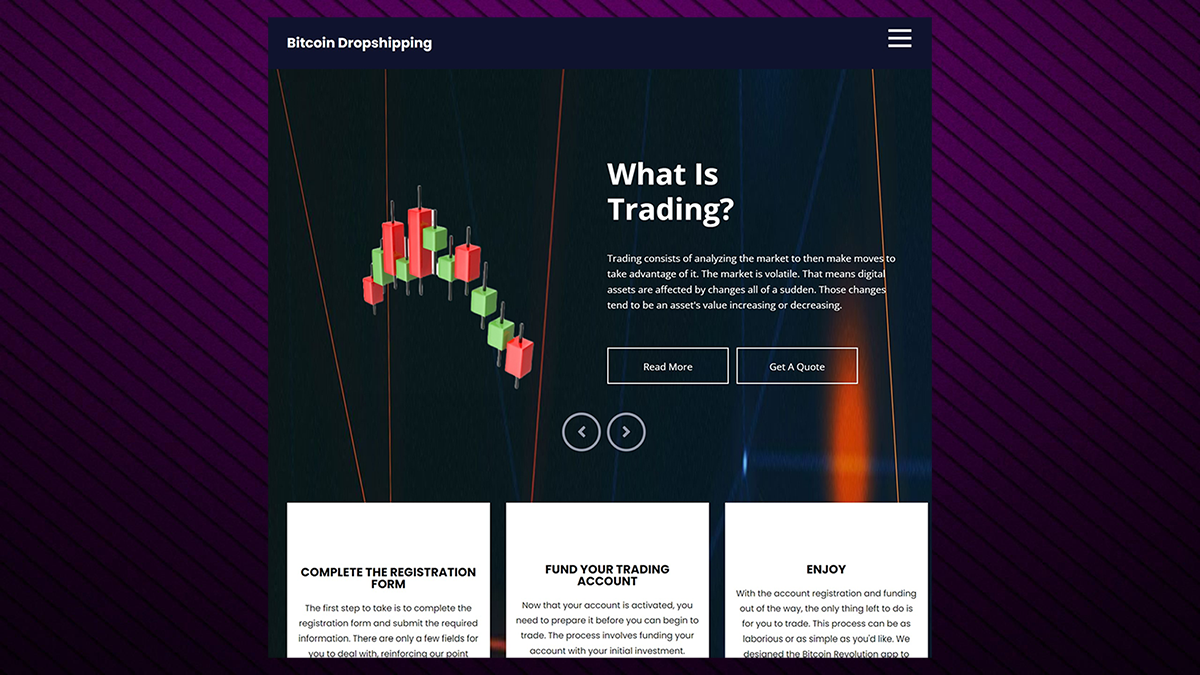 Bitcoin Dropshipping
What Is
Trading?
Trading consists of analyzing the market to then make moves to
take advantage of it. The market is volatile. That means digital
assets are affected by changes all of a sudden. Those changes
tend to be an asset's value increasing or decreasing.
Read More
Get A Quote
COMPLETE THE REGISTRATION
FORM
The first step to take is to complete the
registration form and submit the required
information. There are only a few fields for
you to deal with, reinforcing our point
FUND YOUR TRADING
ACCOUNT
Now that your account is activated, you
need to prepare it before you can begin to
trade. The process involves funding your
account with your initial investment.
ENJOY
With the account registration and funding
out of the way, the only thing left to do is
for you to trade. This process can be as
laborious or as simple as you'd like. We
designed the Bitcoin Revolution app to